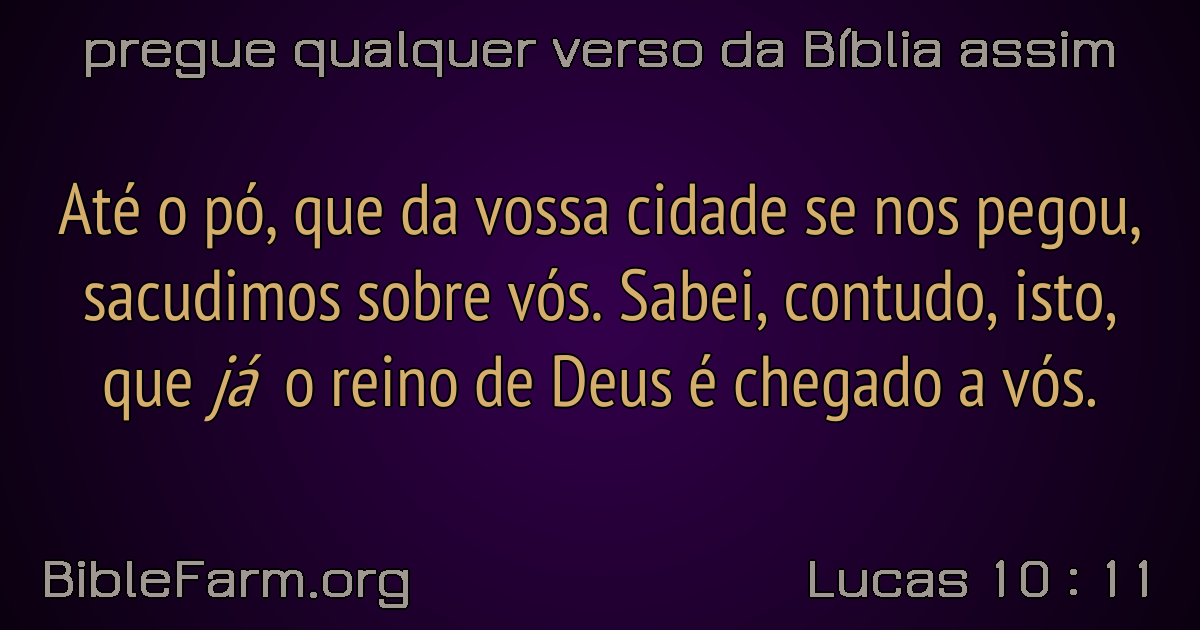 pregue qualquer verso da Bíblia assim
Até o pó, que da vossa cidade se nos pegou,
sacudimos sobre vós. Sabei, contudo, isto,
que já o reino de Deus é chegado a vós.
BibleFarm.org
Lucas 10 : 11